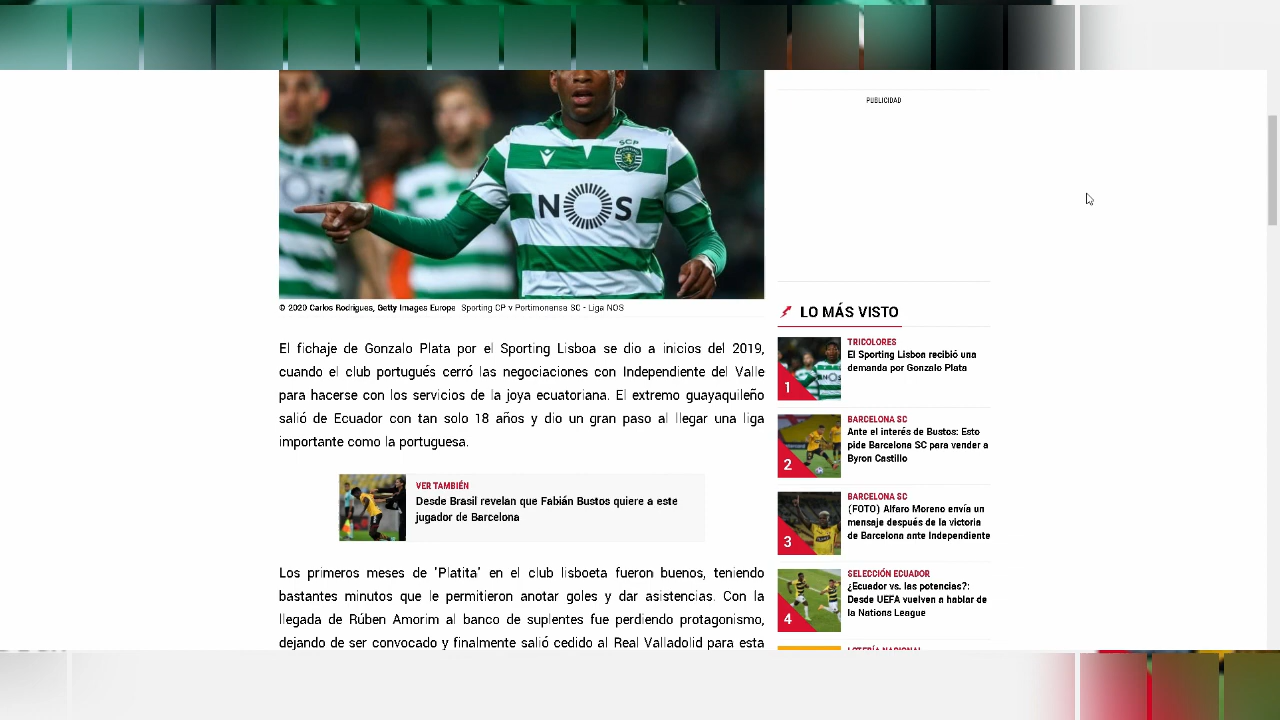 SCP
NOS
© 2020 Carlos Rodrigues, Getty Images Europe Sporting CP v Portimonense SC - Liga NOS
El fichaje de Gonzalo Plata por el Sporting Lisboa se dio a inicios del 2019,
cuando el club portugués cerró las negociaciones con Independiente del Valle
para hacerse con los servicios de la joya ecuatoriana. El extremo guayaquileño
salió de Ecuador con tan solo 18 años y dio un gran paso al llegar una liga
importante como la portuguesa.
VER TAMBIÉN
Desde Brasil revelan que Fabián Bustos quiere a este
jugador de Barcelona
Los primeros meses de 'Platita' en el club lisboeta fueron buenos, teniendo
bastantes minutos que le permitieron anotar goles y dar asistencias. Con la
llegada de Rúben Amorim al banco de suplentes fue perdiendo protagonismo,
dejando de ser convocado y finalmente salió cedido al Real Valladolid para esta
PUBLICIDAD
LO MÁS VISTO
1
TRICOLORES
El Sporting Lisboa recibió una
demanda por Gonzalo Plata
2
BARCELONA SC
Ante el interés de Bustos: Esto
pide Barcelona SC para vender a
Byron Castillo
3
BARCELONA SC
(FOTO) Alfaro Moreno envía un
mensaje después de la victoria
de Barcelona ante Independiente
4
SELECCIÓN ECUADOR
¿Ecuador vs. las potencias?:
Desde UEFA vuelven a hablar de
la Nations League
LOTERÍA NACIONAL